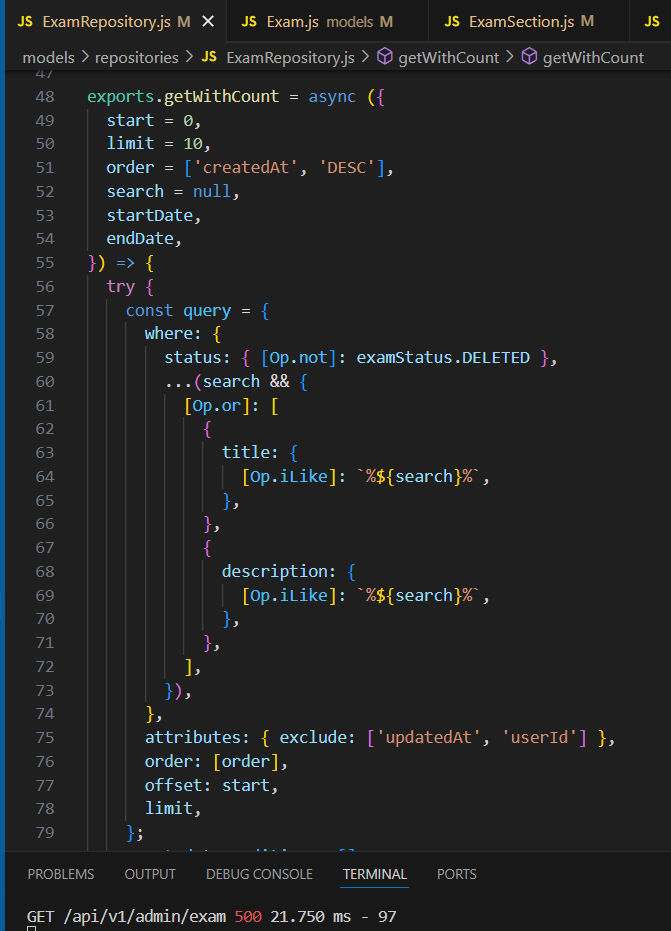 JS ExamRepository.js M JS Exam.js models M JS ExamSection.js M JS
models > repositories > JS ExamRepository.js > getWithCount > getWithCount
47
48 exports.getWithCount = async ({
49 start = 0,
50 limit = 10,
51 order = ['createdAt', 'DESC'],
52 search = null,
53 startDate,
54 endDate,
55 }) => {
56 try {
57 const query = {
58 where: {
59 status: { [Op.not]: examStatus.DELETED },
60 ...(search && {
61 [Op.or]: [
62 {
63 title: {
64 [Op.iLike]: `%${search}%`,
65 },
66 },
67 {
68 description: {
69 [Op.iLike]: `%${search}%`,
70 },
71 },
72 ],
73 }),
74 },
75 attributes: { exclude: ['updatedAt', 'userId'] },
76 order: [order],
77 offset: start,
78 limit,
79 };
PROBLEMS OUTPUT DEBUG CONSOLE TERMINAL PORTS
GET /api/v1/admin/exam 500 21.750 ms - 97